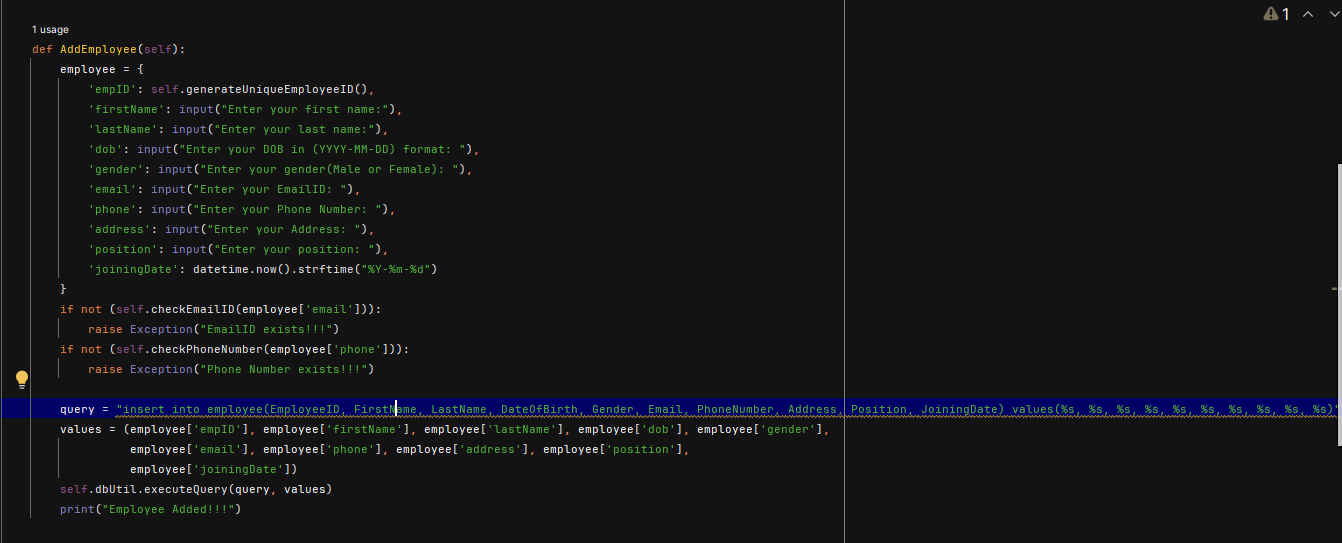 1
1 usage
def AddEmployee(self):
    employee = {
        'empID': self.generateUniqueEmployeeID(),
        'firstName': input("Enter your first name:"),
        'lastName': input("Enter your last name:"),
        'dob': input("Enter your DOB in (YYYY-MM-DD) format: "),
        'gender': input("Enter your gender(Male or Female): "),
        'email': input("Enter your EmailID: "),
        'phone': input("Enter your Phone Number: "),
        'address': input("Enter your Address: "),
        'position': input("Enter your position: "),
        'joiningDate': datetime.now().strftime("%Y-%m-%d")
    }
    if not (self.checkEmailID(employee['email'])):
        raise Exception("EmailID exists!!!")
    if not (self.checkPhoneNumber(employee['phone'])):
        raise Exception("Phone Number exists!!!")
    query = "insert into employee(EmployeeID, FirstName, LastName, DateOfBirth, Gender, Email, PhoneNumber, Address, Position, JoiningDate) values(%s, %s, %s, %s, %s, %s, %s, %s, %s, %s)"
    values = (employee['empID'], employee['firstName'], employee['lastName'], employee['dob'], employee['gender'],
              employee['email'], employee['phone'], employee['address'], employee['position'],
              employee['joiningDate'])
    self.dbUtil.executeQuery(query, values)
    print("Employee Added!!!")